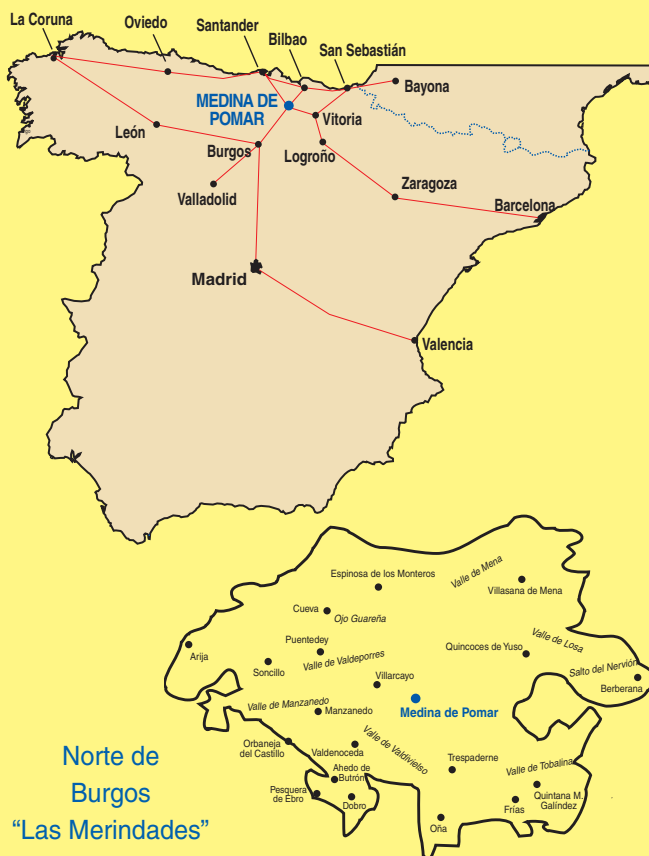 La Coruna
Oviedo
Santander
Bilbao
San Sebastián
Bayona
MEDINA DE
POMAR
Vitoria
León
Burgos
Logroño
Valladolid
Zaragoza
Barcelona
Madrid
Valencia
Espinosa de los Monteros
Valle de Mena
Villasana de Mena
Cueva
Ojo Guareña
Puentedey
Quincoces de Yuso
Valle de Losa
Arija
Soncillo
Valle de Valdeporres
Salto del Nervión
Villarcayo
Berberana
Valle de Manzanedo
Manzanedo
Medina de Pomar
Orbaneja
del Castillo
Valdenoceda
Valle de Valdivielso
Trespaderne
Valle de Tobalina
Ahedo de
Butrón
Pesquera
de Ebro
Dobro
Quintana M.
Galíndez
Frías
Oña
Norte de
Burgos
“Las Merindades”